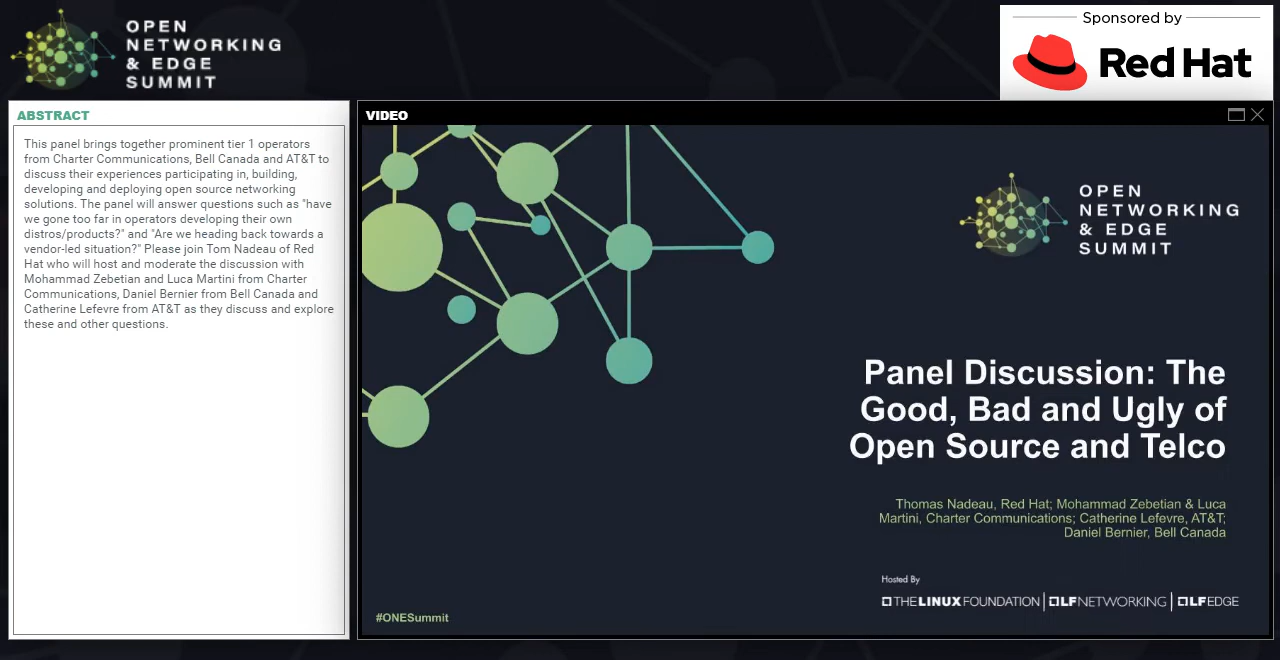 OPEN
NETWORKING
& EDGE
SUMMIT
Sponsored by
Red Hat
ABSTRACT
This panel brings together prominent tier 1 operators
from Charter Communications, Bell Canada and AT&T to
discuss their experiences participating in, building,
developing and deploying open source networking
solutions. The panel will answer questions such as "have
we gone too far in operators developing their own
distros/products?" and "Are we heading back towards a
vendor-led situation?" Please join Tom Nadeau of Red
Hat who will host and moderate the discussion with
Mohammad Zebetian and Luca Martini from Charter
Communications, Daniel Bernier from Bell Canada and
Catherine Lefevre from AT&T as they discuss and explore
these and other questions.
VIDEO
OPEN
NETWORKING
& EDGE
SUMMIT
Panel Discussion: The
Good, Bad and Ugly of
Open Source and Telco
Thomas Nadeau, Red Hat; Mohammad Zebetian & Luca
Martini, Charter Communications; Catherine Lefevre, AT&T;
Daniel Bernier, Bell Canada
Hosted By
THE LINUX FOUNDATION | LFNETWORKING | LFEDGE
#ONESummit